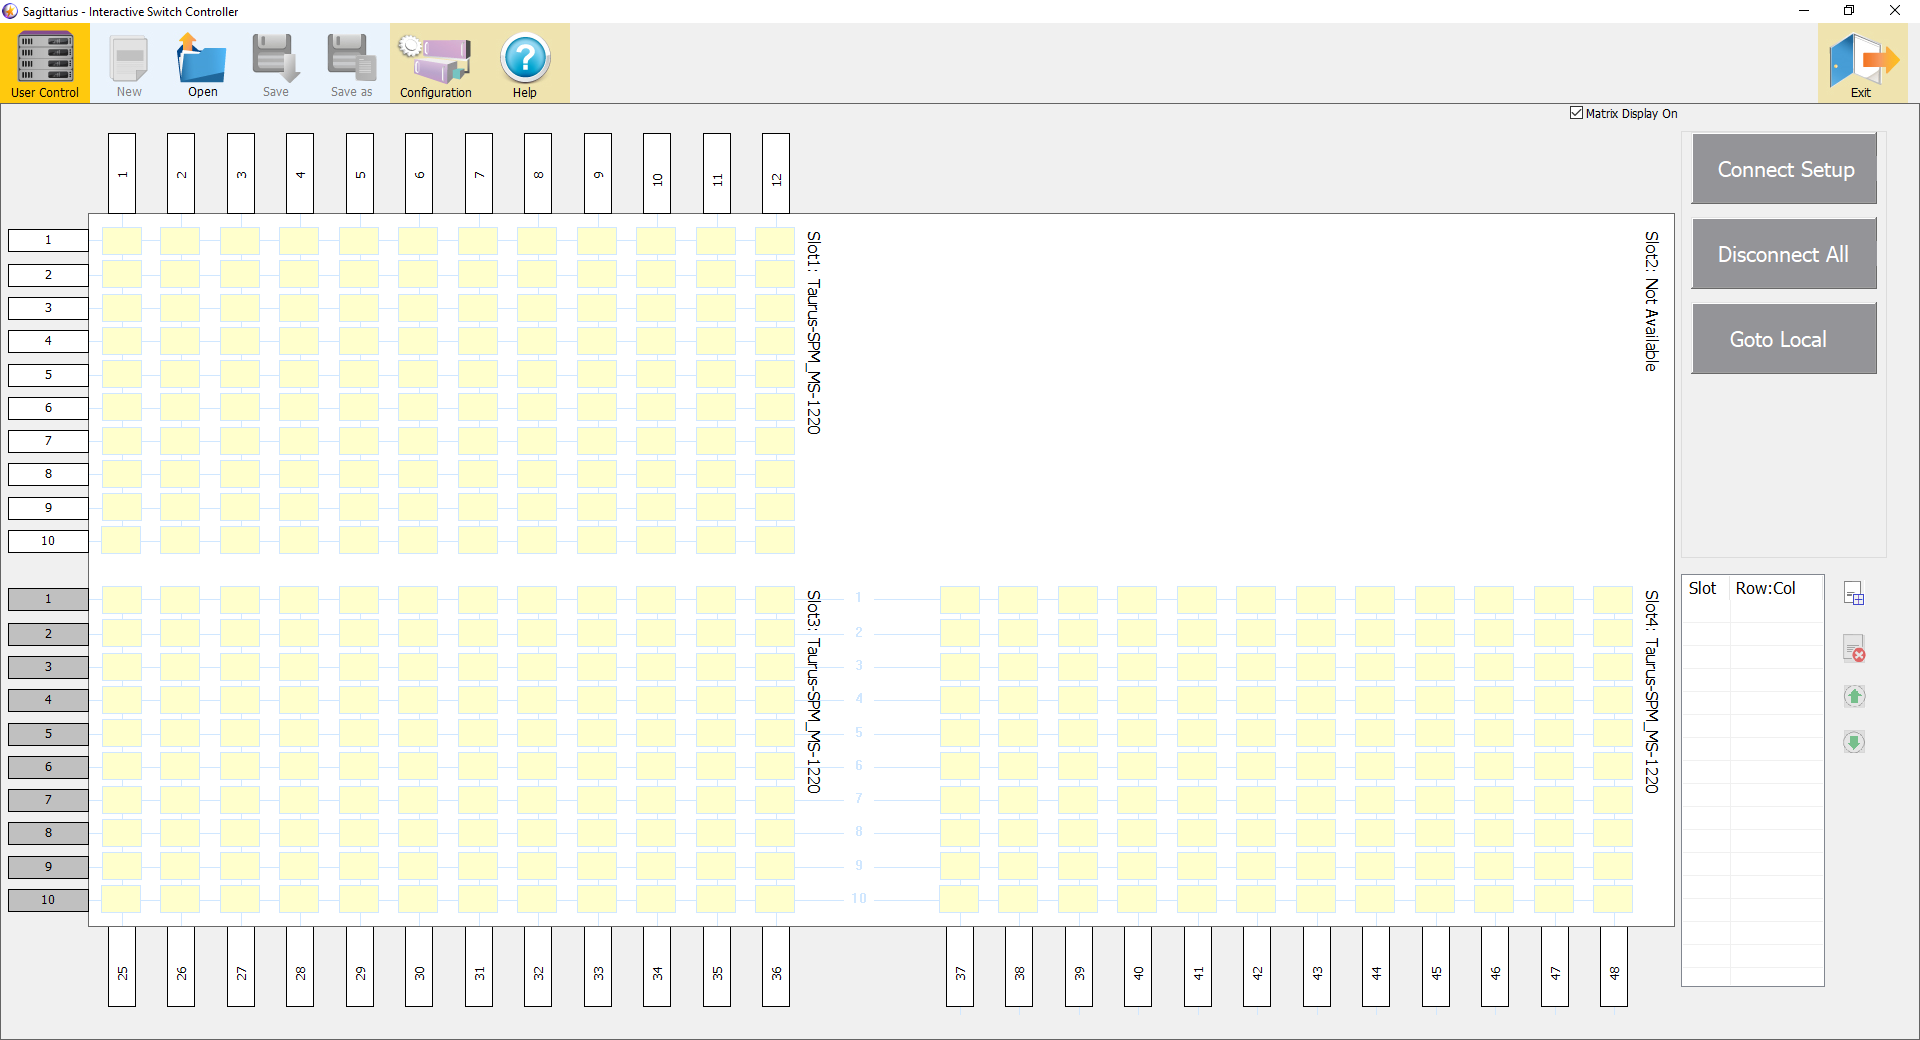 Sagittarius - Interactive Switch Controller
User Control
New
Open
Save
Save as
Configuration
Help
Exit
Matrix Display On
1 2 3 4 5 6 7 8 9 10 11 12
1
2
3
4
5
6
7
8
9
10
Slot1: Taurus-SPM_MS-1220
Slot2: Not Available
Connect Setup
Disconnect All
Goto Local
1
2
3
4
5
6
7
8
9
10
Slot3: Taurus-SPM_MS-1220
1
2
3
4
5
6
7
8
9
10
Slot4: Taurus-SPM_MS-1220
Slot Row:Col
25 26 27 28 29 30 31 32 33 34 35 36 37 38 39 40 41 42 43 44 45 46 47 48